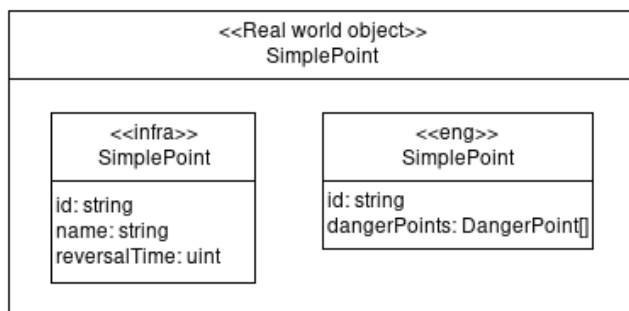 <<Real world object>>
SimplePoint
<<infra>>
SimplePoint
id: string
name: string
reversalTime: uint
<<eng>>
SimplePoint
id: string
dangerPoints: DangerPoint[]